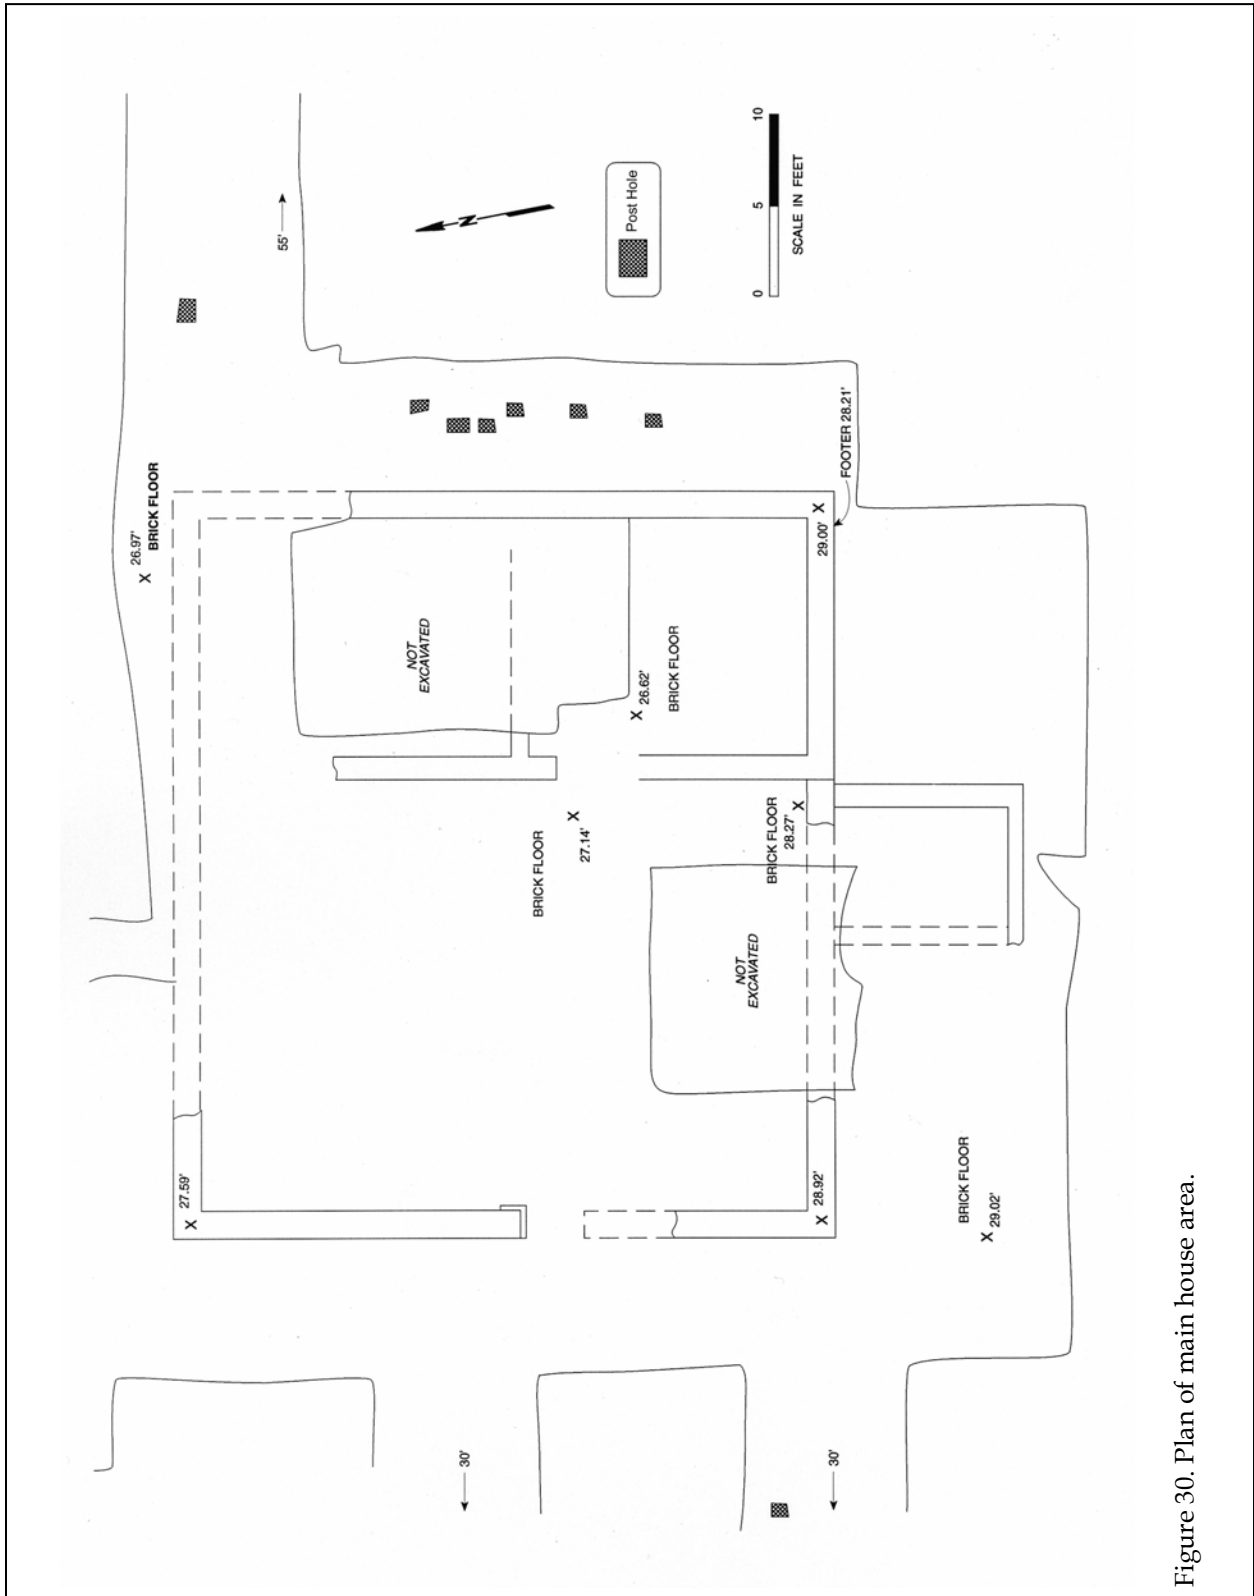 55'
N
Post Hole
0 5 10
SCALE IN FEET
26.97'
X
BRICK FLOOR
FOOTER 28.21'
X
29.00'
NOT
EXCAVATED
X 26.62'
BRICK FLOOR
BRICK FLOOR
X
27.14'
BRICK FLOOR
28.27' X
NOT
EXCAVATED
X 27.59'
X 28.92'
BRICK FLOOR
X 29.02'
30'
30'
Figure 30. Plan of main house area.